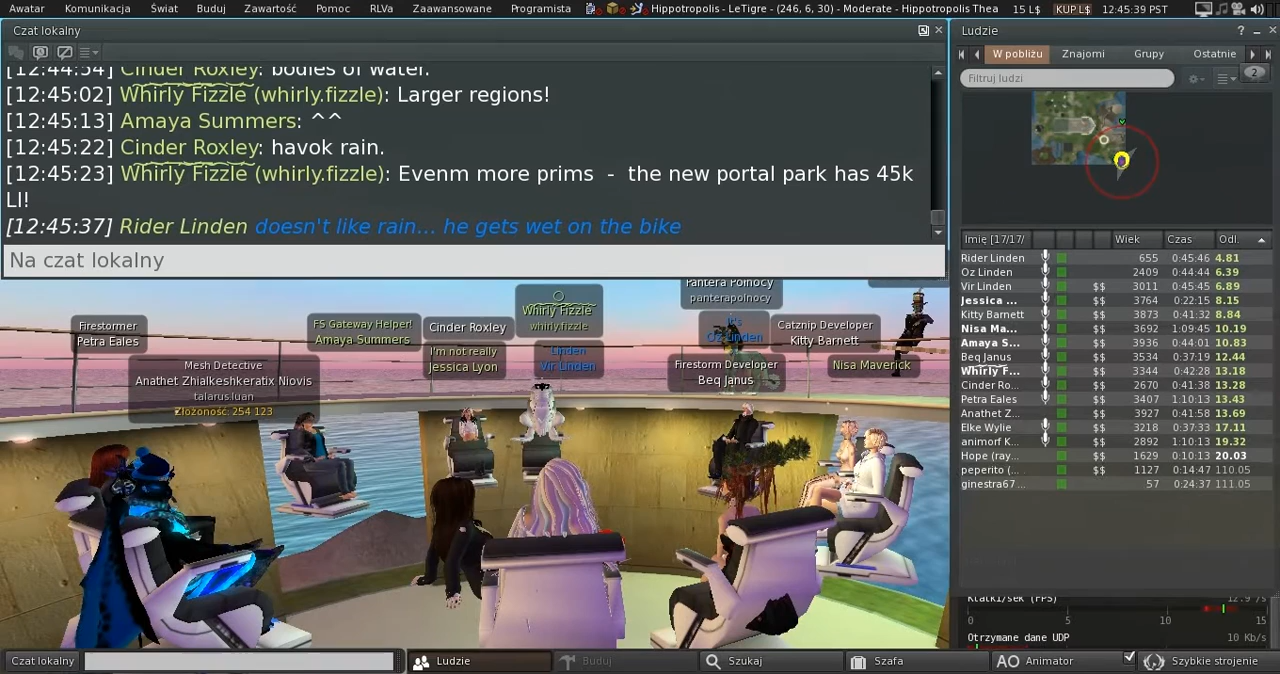 Awatar Komunikacja Świat Buduj Zawartość Pomoc RLVa Zaawansowane Programista Hippotropolis - LeTigre - (246, 6, 30) - Moderate - Hippotropolis Thea 15 L$ KUP L$ 12:45:39 PST
Czat lokalny
[12:44:54] Cinder Roxley: bodies of water.
[12:45:02] Whirly Fizzle (whirly.fizzle): Larger regions!
[12:45:13] Amaya Summers: ^^
[12:45:22] Cinder Roxley: havok rain.
[12:45:23] Whirly Fizzle (whirly.fizzle): Evenm more prims - the new portal park has 45k
LI!
[12:45:37] Rider Linden doesn't like rain... he gets wet on the bike
Na czat lokalny
Firestormer
Petra Eales
Mesh Detective
Anathet Zhialkeshkeratix Niovis
talarus.luan
Złożoność: 254 123
FS Gateway Helper!
Amaya Summers
Cinder Roxley
I'm not really
Jessica Lyon
Whirly Fizzle
whirly.fizzle
Linden
Vir Linden
Pantera Północy
panterapolnocy
It's
Oz Linden
Firestorm Developer
Beq Janus
Catznip Developer
Kitty Barnett
Nisa Maverick
Ludzie
W pobliżu Znajomi Grupy Ostatnie
2
Filtruj ludzi
Imię [17/17/ Wiek Czas Odl.
Rider Linden 655 0:45:46 4.81
Oz Linden 2409 0:44:44 6.39
Vir Linden $$ 3011 0:45:45 6.89
Jessica ... $$ 3764 0:22:15 8.15
Kitty Barnett $$ 3873 0:41:32 8.84
Nisa Ma... $$ 3692 1:09:45 10.19
Amaya S... $$ 3936 0:44:01 10.83
Beq Janus $$ 3534 0:37:19 12.44
Whirly F... $$ 3344 0:42:28 13.18
Cinder Ro... $$ 2670 0:41:38 13.28
Petra Eales $$ 3407 1:10:13 13.43
Anathet Z... $$ 3927 0:41:58 13.69
Elke Wylie $$ 3218 0:37:33 17.11
animorf K... $$ 2892 1:10:13 19.32
Hope (ray... $$ 1629 0:10:13 20.03
peperito (... $$ 1127 0:14:47 110.05
ginestra67... 57 0:24:37 111.05
Klatki/sek (FPS) 12.9 /s
0 5 10 15
Otrzymane dane UDP 10 Kb/s
Czat lokalny Ludzie Buduj Szukaj Szafa AO Animator Szybkie strojenie